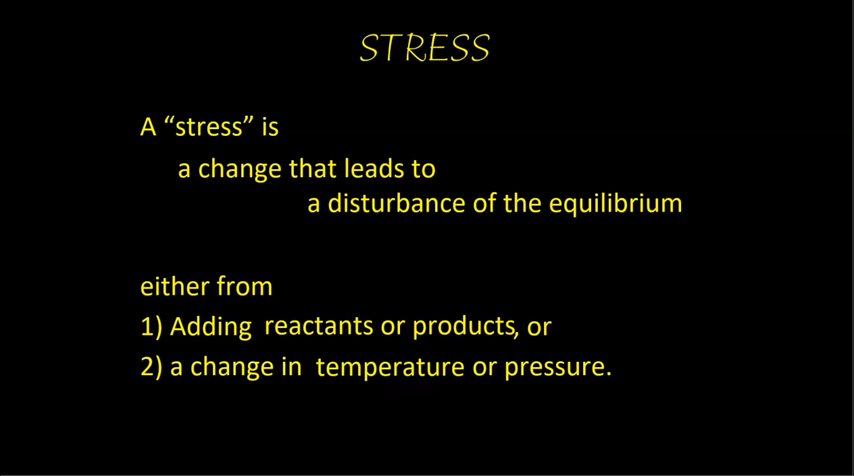 STRESS
A “stress” is
a change that leads to
a disturbance of the equilibrium
either from
1) Adding reactants or products, or
2) a change in temperature or pressure.